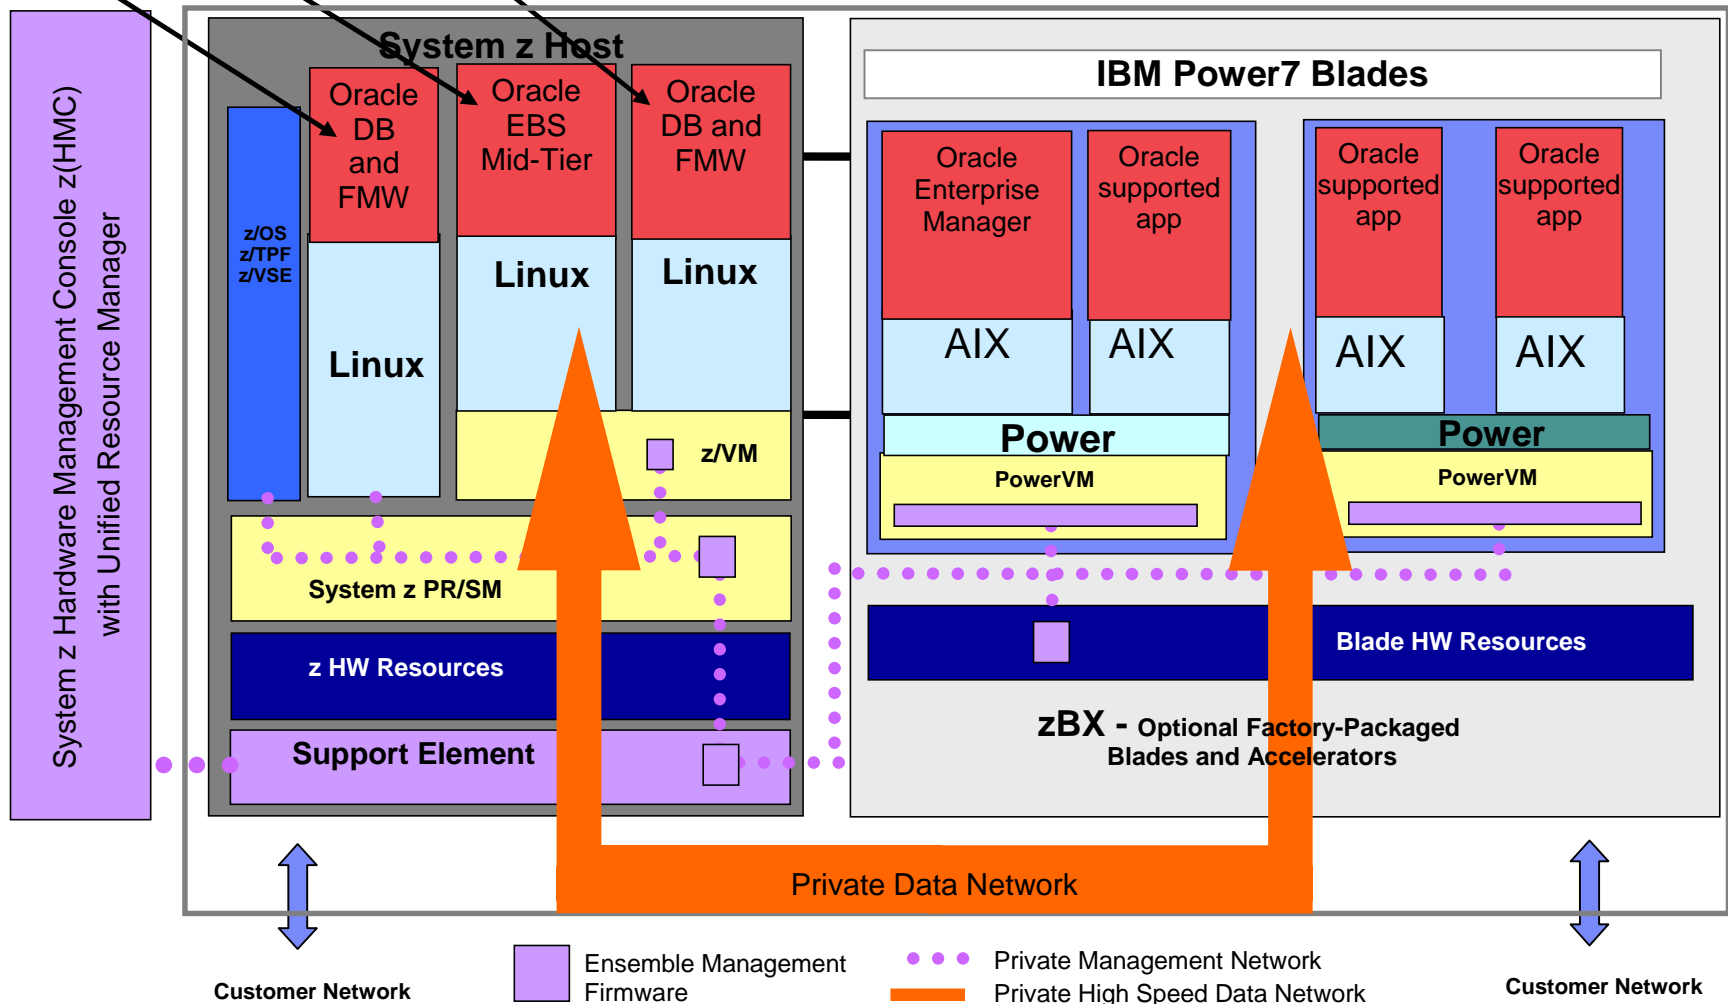 System z Hardware Management Console z(HMC)
with Unified Resource Manager
System z Host
Oracle
DB
and
FMW
Oracle
EBS
Mid-Tier
Oracle
DB and
FMW
z/OS
z/TPF
z/VSE
Linux
Linux
Linux
z/VM
System z PR/SM
z HW Resources
Support Element
IBM Power7 Blades
Oracle
Enterprise
Manager
Oracle
supported
app
Oracle
supported
app
Oracle
supported
app
AIX
AIX
AIX
AIX
Power
Power
PowerVM
PowerVM
Blade HW Resources
zBX - Optional Factory-Packaged
Blades and Accelerators
Private Data Network
Customer Network
Ensemble Management
Firmware
Private Management Network
Private High Speed Data Network
Customer Network